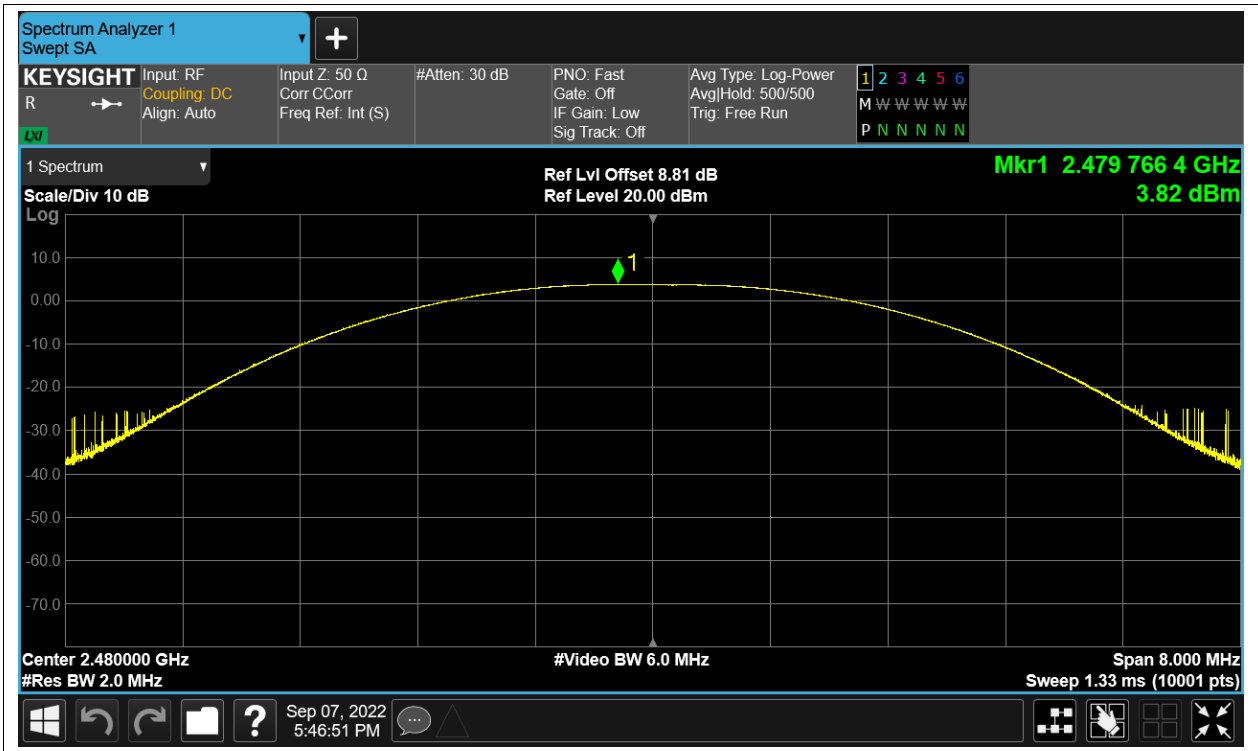 Spectrum Analyzer 1
Swept SA
+
KEYSIGHT
R
LXI
Input: RF
Coupling: DC
Align: Auto
Input Z: 50 Ω
Corr CCorr
Freq Ref: Int (S)
#Atten: 30 dB
PNO: Fast
Gate: Off
IF Gain: Low
Sig Track: Off
Avg Type: Log-Power
Avg|Hold: 500/500
Trig: Free Run
1 2 3 4 5 6
M W W W W W
P N N N N N
1 Spectrum
Scale/Div 10 dB
Log
Ref Lvl Offset 8.81 dB
Ref Level 20.00 dBm
Mkr1 2.479 766 4 GHz
3.82 dBm
1
10.0
0.00
-10.0
-20.0
-30.0
-40.0
-50.0
-60.0
-70.0
Center 2.480000 GHz
#Video BW 6.0 MHz
Span 8.000 MHz
#Res BW 2.0 MHz
Sweep 1.33 ms (10001 pts)
?
Sep 07, 2022
5:46:51 PM